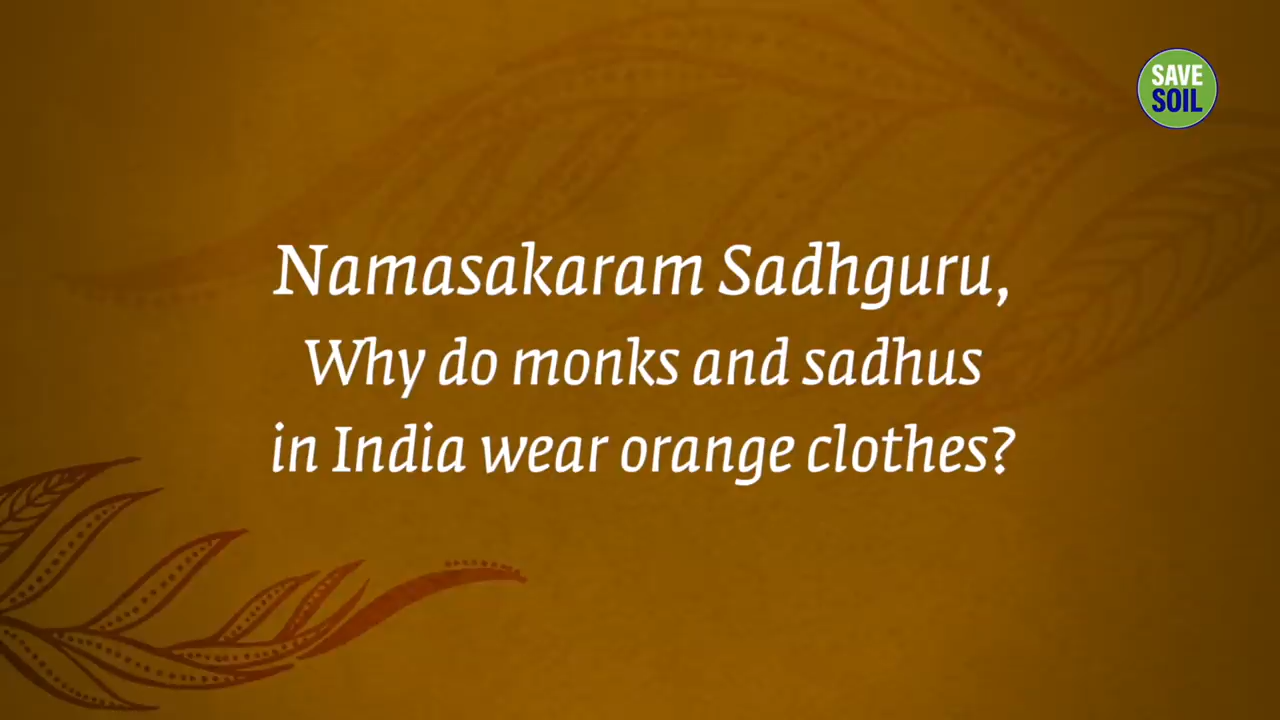 SAVE
SOIL
Namasakaram Sadhguru,
Why do monks and sadhus
in India wear orange clothes?